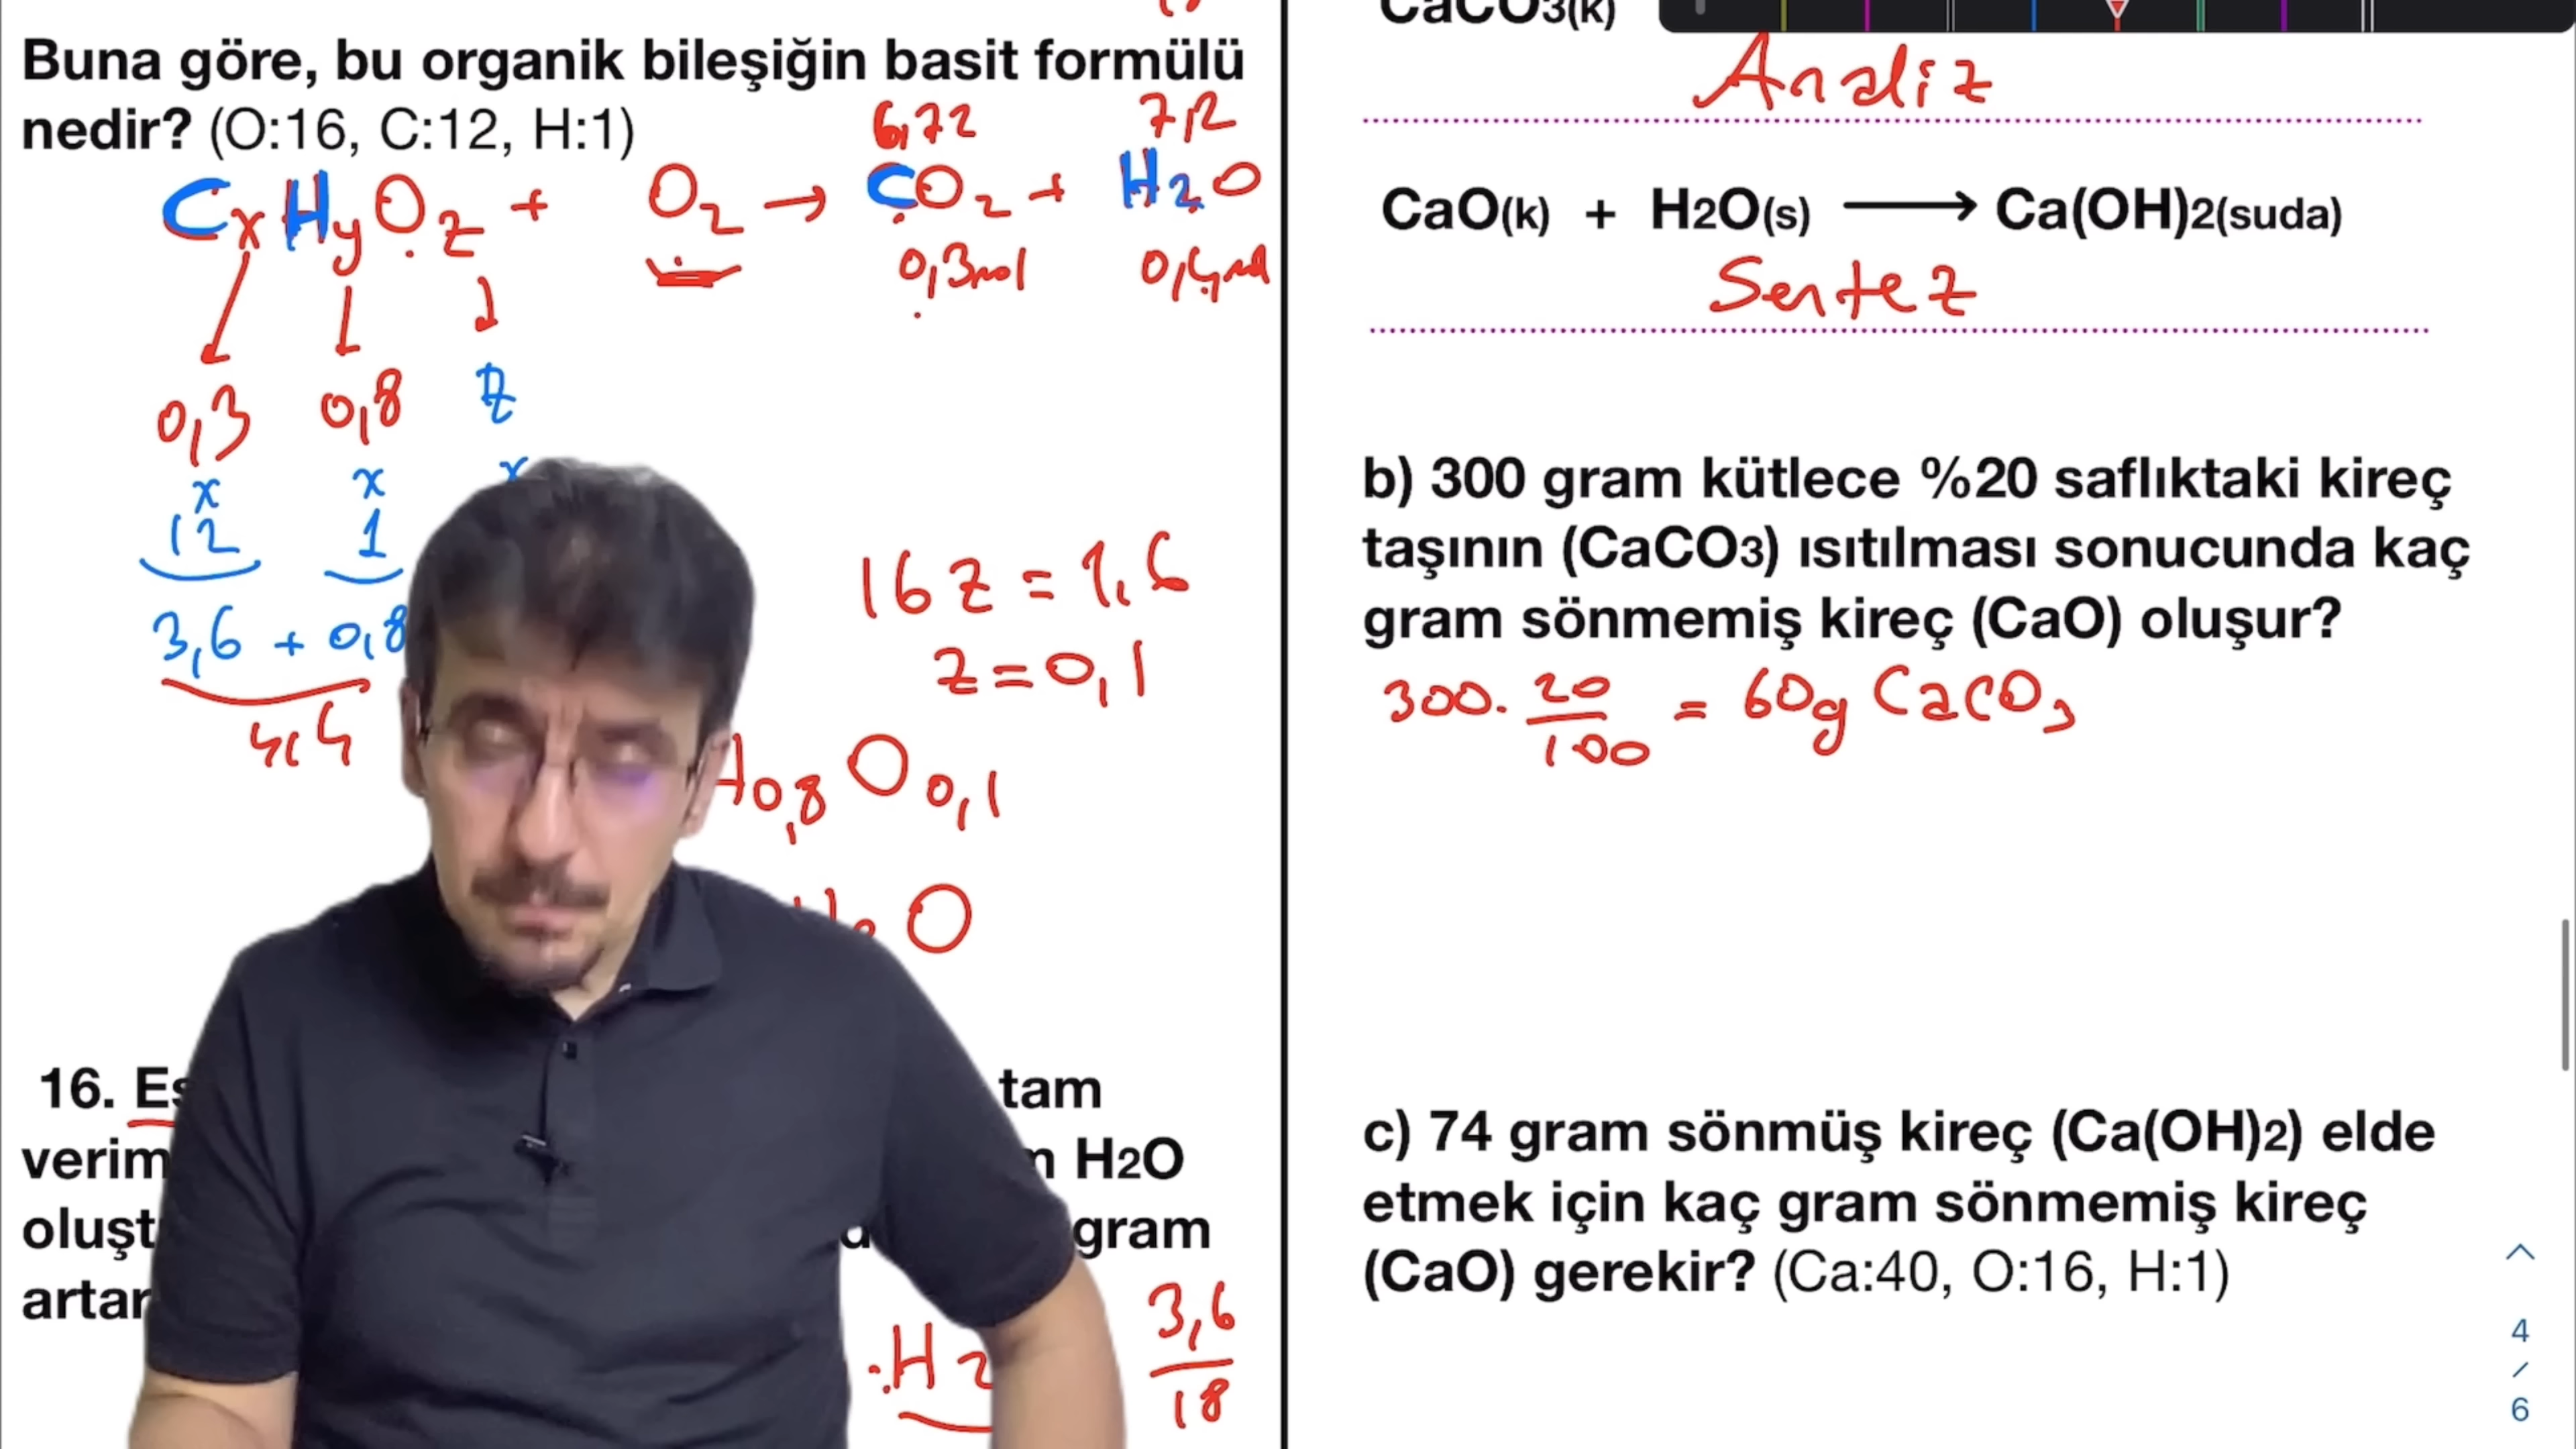 Buna göre, bu organik bileşiğin basit formülü
nedir? (O:16, C:12, H:1)
6,72 7,2
CxHyOz + O2 → CO2 + H2O
0,3mol 0,4mol
0,3 0,8 z
x x x
12 1
3,6 + 0,8
4,4
16z = 1,6
z = 0,1
H0,8 O0,1
O
16. tam
verim H2O
oluşt gram
artar
H2
3,6
18
CaCO3(k)
Analiz
CaO(k) + H2O(s) ⟶ Ca(OH)2(suda)
Sentez
b) 300 gram kütlece %20 saflıktaki kireç
taşının (CaCO3) ısıtılması sonucunda kaç
gram sönmemiş kireç (CaO) oluşur?
300. 20/100 = 60g CaCO3
c) 74 gram sönmüş kireç (Ca(OH)2) elde
etmek için kaç gram sönmemiş kireç
(CaO) gerekir? (Ca:40, O:16, H:1)
4
/
6